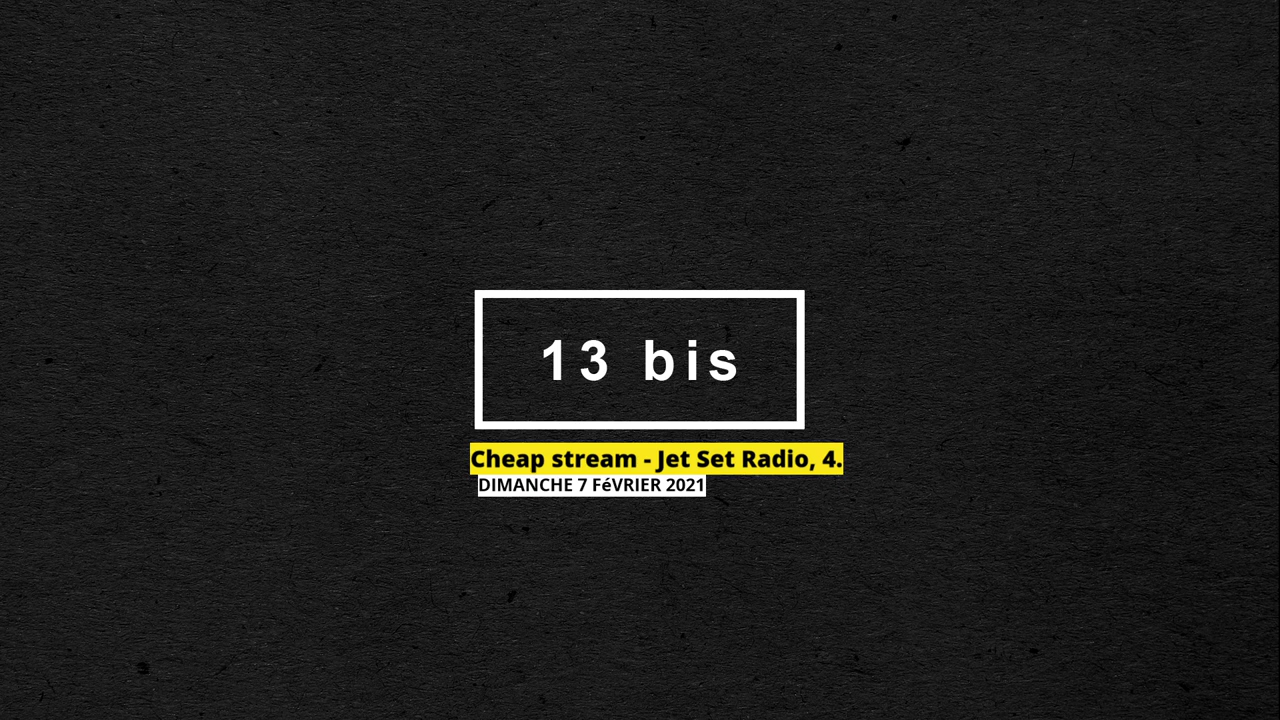 13 bis
Cheap stream - Jet Set Radio, 4.
DIMANCHE 7 FéVRIER 2021